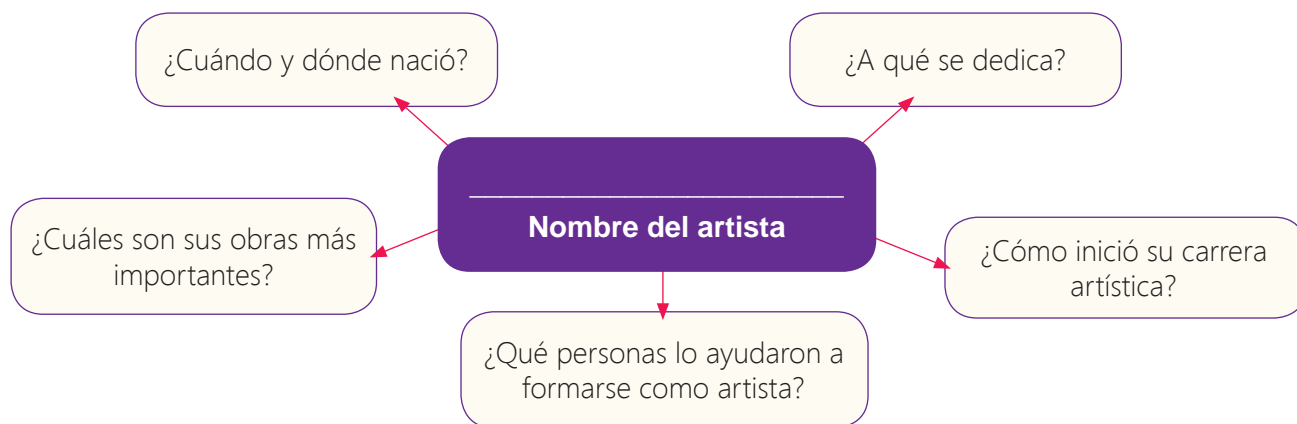 ¿Cuándo y dónde nació?
¿A qué se dedica?
Nombre del artista
¿Cuáles son sus obras más
importantes?
¿Cómo inició su carrera
artística?
¿Qué personas lo ayudaron a
formarse como artista?